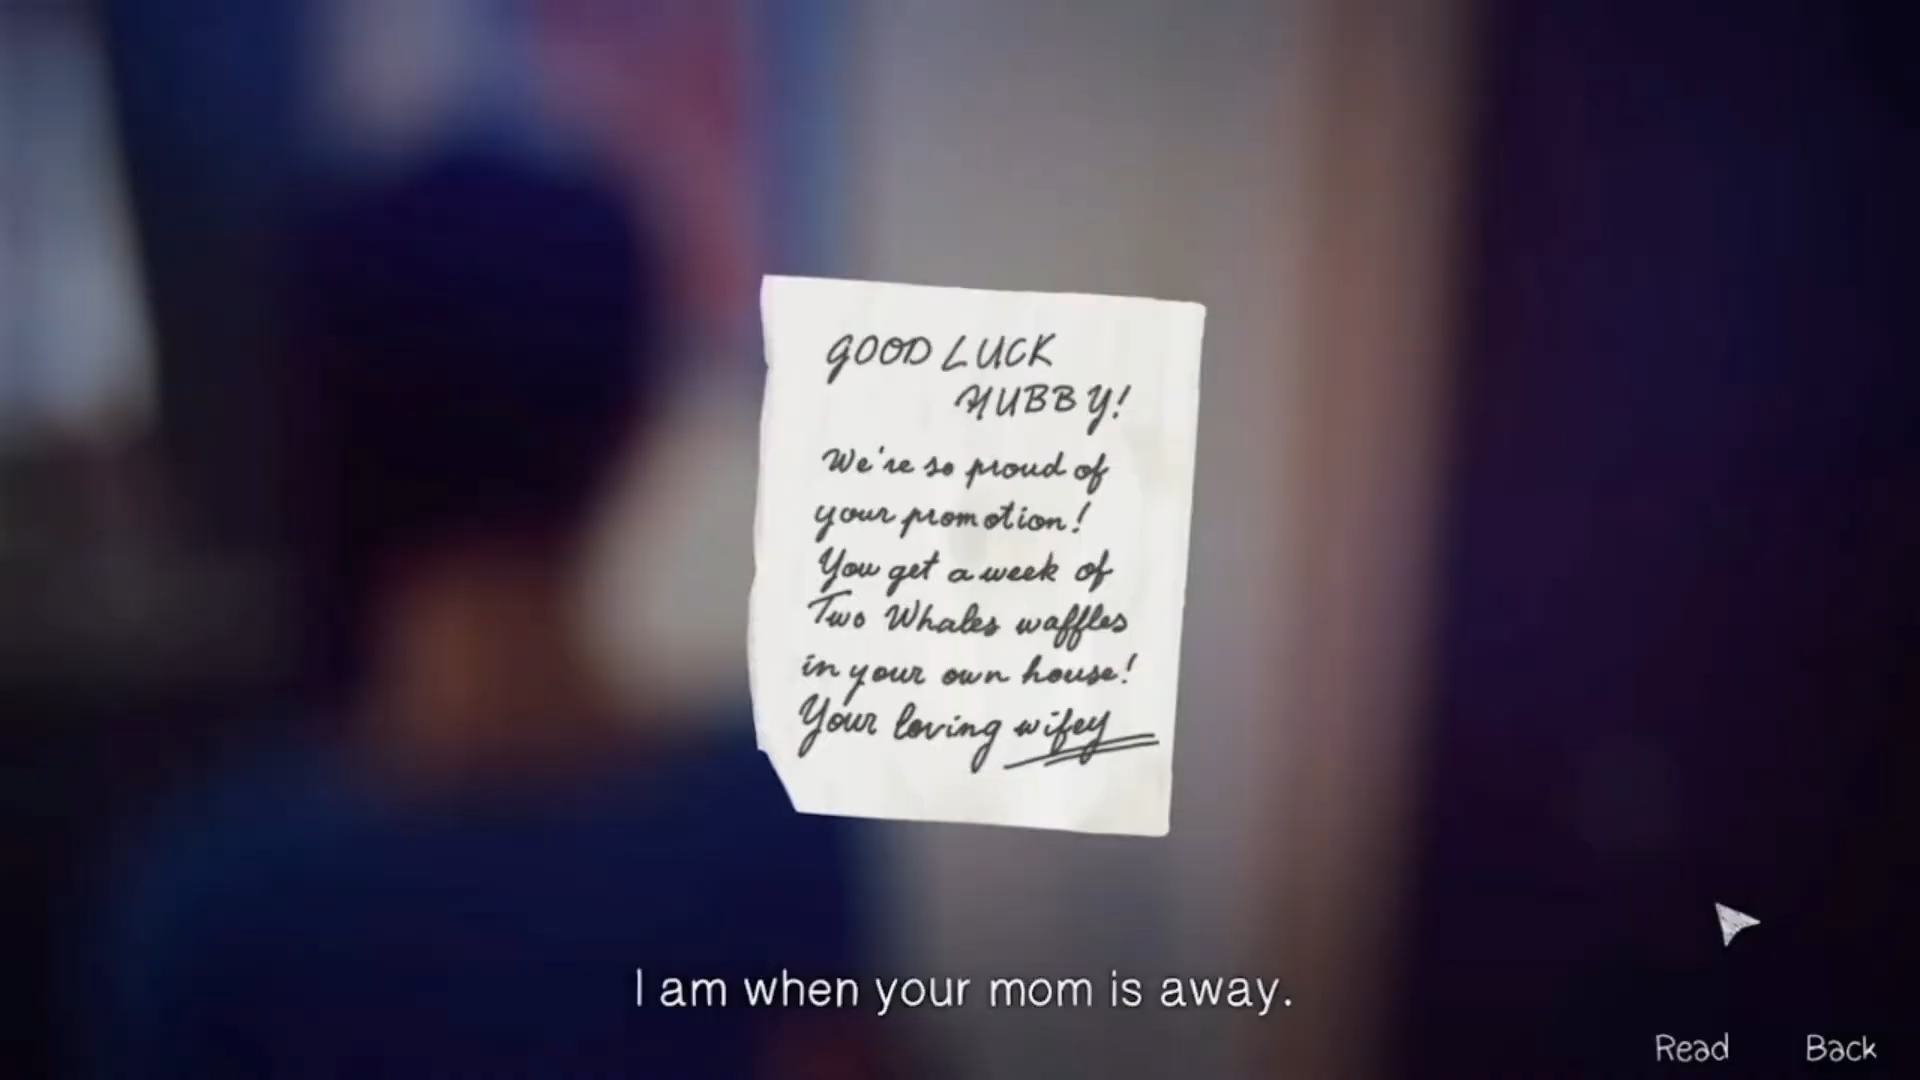 GOOD LUCK
HUBBY!
We're so proud of
your promotion!
You get a week of
Two Whales waffles
in your own house!
Your loving wifey
I am when your mom is away.
Read Back